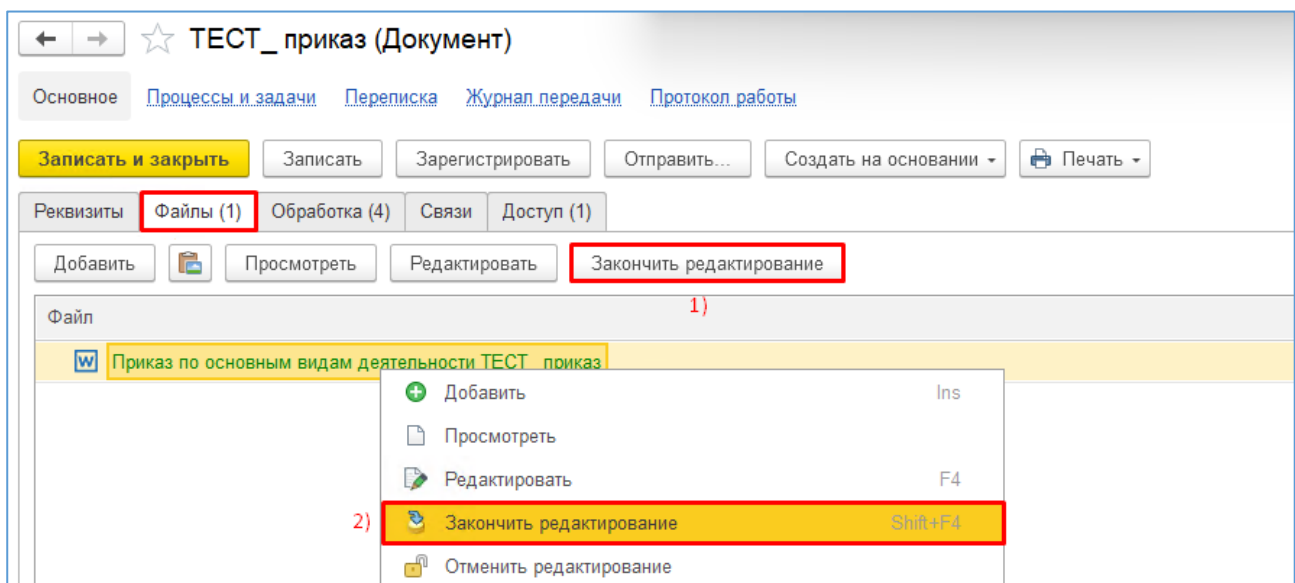 ТЕСТ_ приказ (Документ)
Основное Процессы и задачи Переписка Журнал передачи Протокол работы
Записать и закрыть Записать Зарегистрировать Отправить... Создать на основании Печать
Реквизиты Файлы (1) Обработка (4) Связи Доступ (1)
Добавить Просмотреть Редактировать Закончить редактирование
1)
Файл
Приказ по основным видам деятельности ТЕСТ_ приказ
Добавить Ins
Просмотреть
Редактировать F4
2) Закончить редактирование Shift+F4
Отменить редактирование